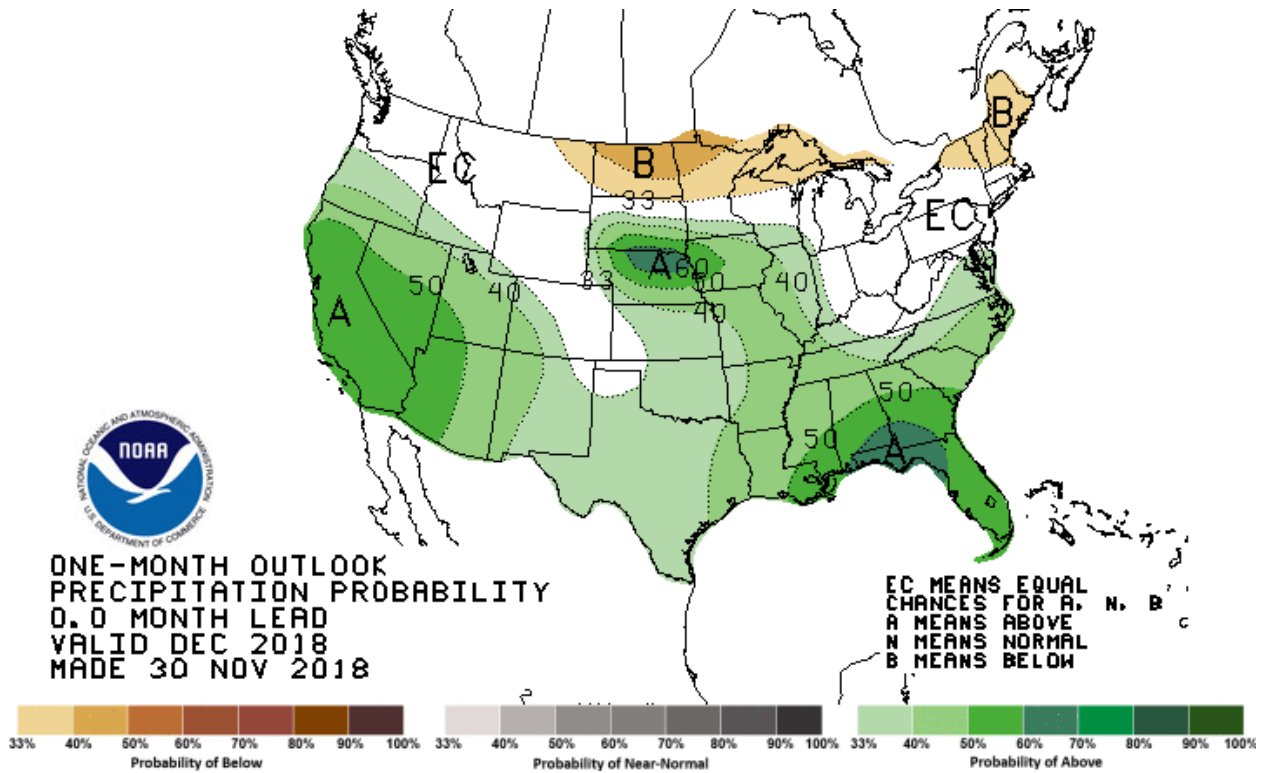 B
B
EC
33
EC
A
60
50
40
33
50
40
40
A
50
50
A
NATIONAL OCEANIC AND ATMOSPHERIC ADMINISTRATION
NOAA
U.S. DEPARTMENT OF COMMERCE
ONE-MONTH OUTLOOK
PRECIPITATION PROBABILITY
0.0 MONTH LEAD
VALID DEC 2018
MADE 30 NOV 2018
EC MEANS EQUAL
CHANCES FOR A, N, B
A MEANS ABOVE
N MEANS NORMAL
B MEANS BELOW
33% 40% 50% 60% 70% 80% 90% 100%
Probability of Below
33% 40% 50% 60% 70% 80% 90% 100%
Probability of Near-Normal
33% 40% 50% 60% 70% 80% 90% 100%
Probability of Above